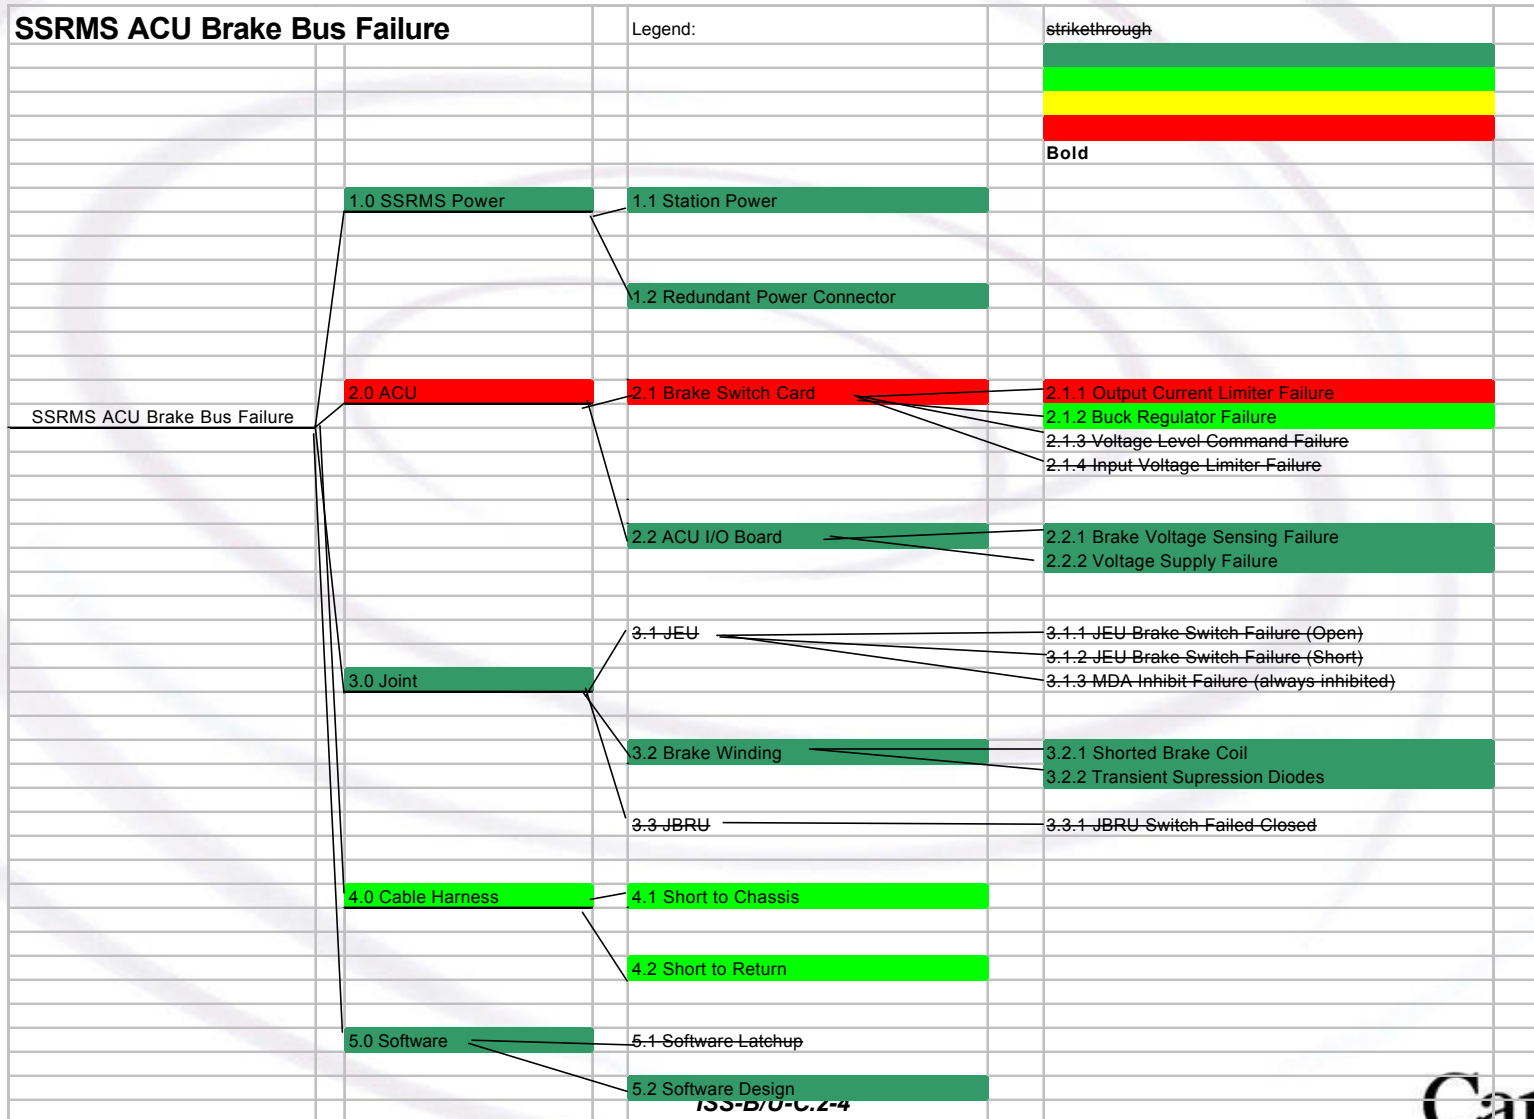 SSRMS ACU Brake Bus Failure
Legend:
strikethrough
Bold
1.0 SSRMS Power
1.1 Station Power
1.2 Redundant Power Connector
2.0 ACU
2.1 Brake Switch Card
2.1.1 Output Current Limiter Failure
SSRMS ACU Brake Bus Failure
2.1.2 Buck Regulator Failure
2.1.3 Voltage Level Command Failure
2.1.4 Input Voltage Limiter Failure
2.2 ACU I/O Board
2.2.1 Brake Voltage Sensing Failure
2.2.2 Voltage Supply Failure
3.1 JEU
3.1.1 JEU Brake Switch Failure (Open)
3.1.2 JEU Brake Switch Failure (Short)
3.0 Joint
3.1.3 MDA Inhibit Failure (always inhibited)
3.2 Brake Winding
3.2.1 Shorted Brake Coil
3.2.2 Transient Supression Diodes
3.3 JBRU
3.3.1 JBRU Switch Failed Closed
4.0 Cable Harness
4.1 Short to Chassis
4.2 Short to Return
5.0 Software
5.1 Software Latchup
5.2 Software Design
ISS-B/U-C.2-4